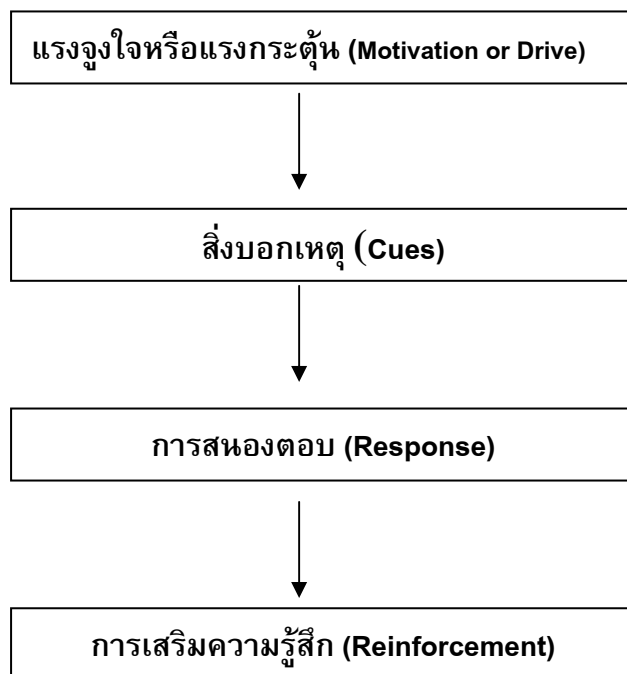 แรงจูงใจหรือแรงกระตุ้น (Motivation or Drive)
สิ่งบอกเหตุ (Cues)
การสนองตอบ (Response)
การเสริมความรู้สึก (Reinforcement)